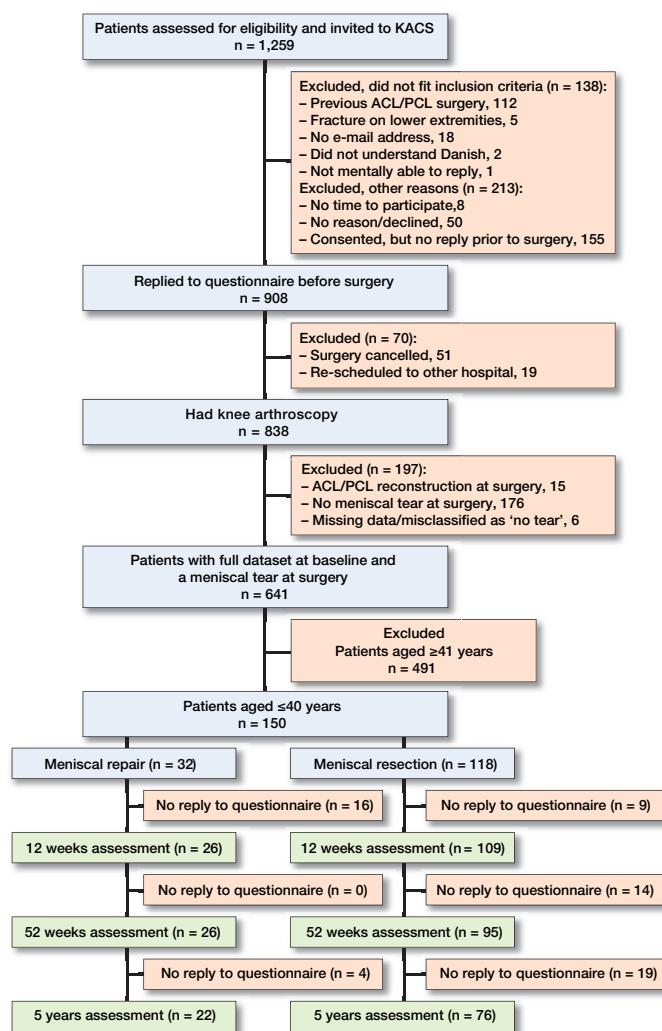 Patients assessed for eligibility and invited to KACS
n = 1,259
Excluded, did not fit inclusion criteria (n = 138):
– Previous ACL/PCL surgery, 112
– Fracture on lower extremities, 5
– No e-mail address, 18
– Did not understand Danish, 2
– Not mentally able to reply, 1
Excluded, other reasons (n = 213):
– No time to participate,8
– No reason/declined, 50
– Consented, but no reply prior to surgery, 155
Replied to questionnaire before surgery
n = 908
Excluded (n = 70):
– Surgery cancelled, 51
– Re-scheduled to other hospital, 19
Had knee arthroscopy
n = 838
Excluded (n = 197):
– ACL/PCL reconstruction at surgery, 15
– No meniscal tear at surgery, 176
– Missing data/misclassified as ‘no tear’, 6
Patients with full dataset at baseline and
a meniscal tear at surgery
n = 641
Excluded
Patients aged ≥41 years
n = 491
Patients aged ≤40 years
n = 150
Meniscal repair (n = 32)
Meniscal resection (n = 118)
No reply to questionnaire (n = 16)
No reply to questionnaire (n = 9)
12 weeks assessment (n = 26)
12 weeks assessment (n = 109)
No reply to questionnaire (n = 0)
No reply to questionnaire (n = 14)
52 weeks assessment (n = 26)
52 weeks assessment (n = 95)
No reply to questionnaire (n = 4)
No reply to questionnaire (n = 19)
5 years assessment (n = 22)
5 years assessment (n = 76)